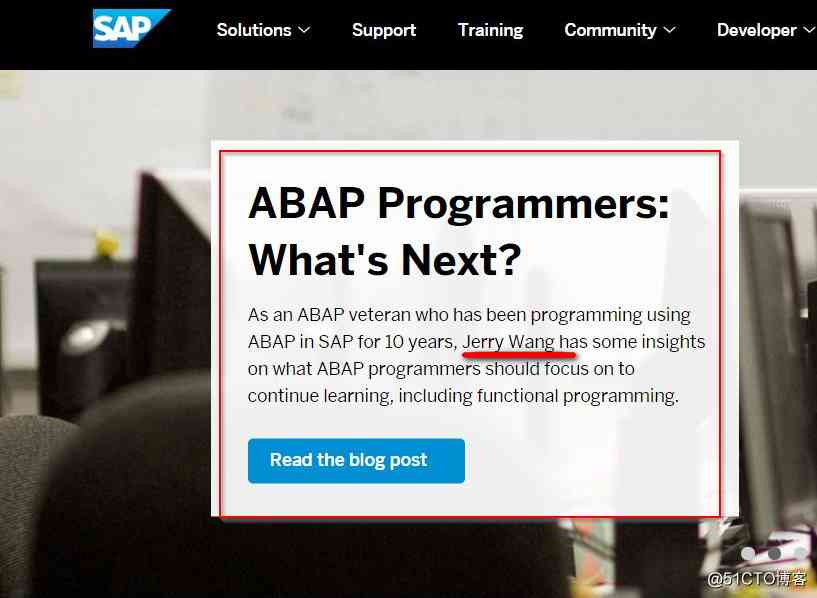 SAP
Solutions Support Training Community Developer
ABAP Programmers:
What's Next?
As an ABAP veteran who has been programming using
ABAP in SAP for 10 years, Jerry Wang has some insights
on what ABAP programmers should focus on to
continue learning, including functional programming.
Read the blog post
@51CTO博客